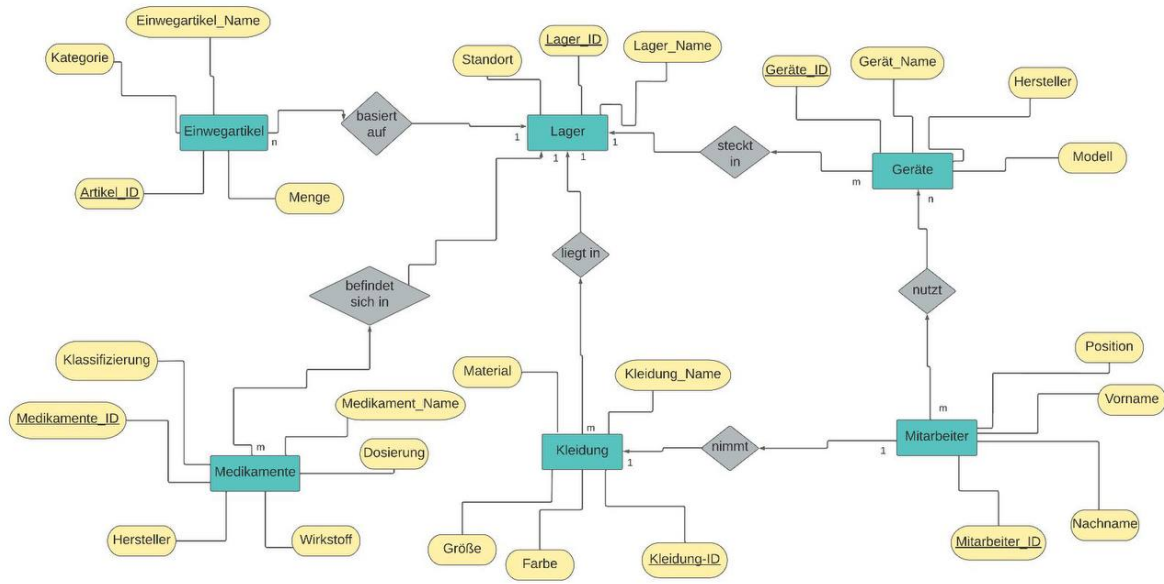 Einwegartikel_Name
Kategorie
Einwegartikel
n
Artikel_ID
Menge
basiert
auf
Standort
Lager_ID
Lager_Name
Lager
1
1
1
1
steckt
in
Geräte_ID
Gerät_Name
Hersteller
Modell
Geräte
m
n
liegt in
befindet
sich in
nutzt
Klassifizierung
Medikamente_ID
Medikament_Name
Dosierung
m
Medikamente
Hersteller
Wirkstoff
Material
Kleidung_Name
m
Kleidung
1
Größe
Farbe
Kleidung-ID
nimmt
Position
Vorname
m
Mitarbeiter
1
Nachname
Mitarbeiter_ID